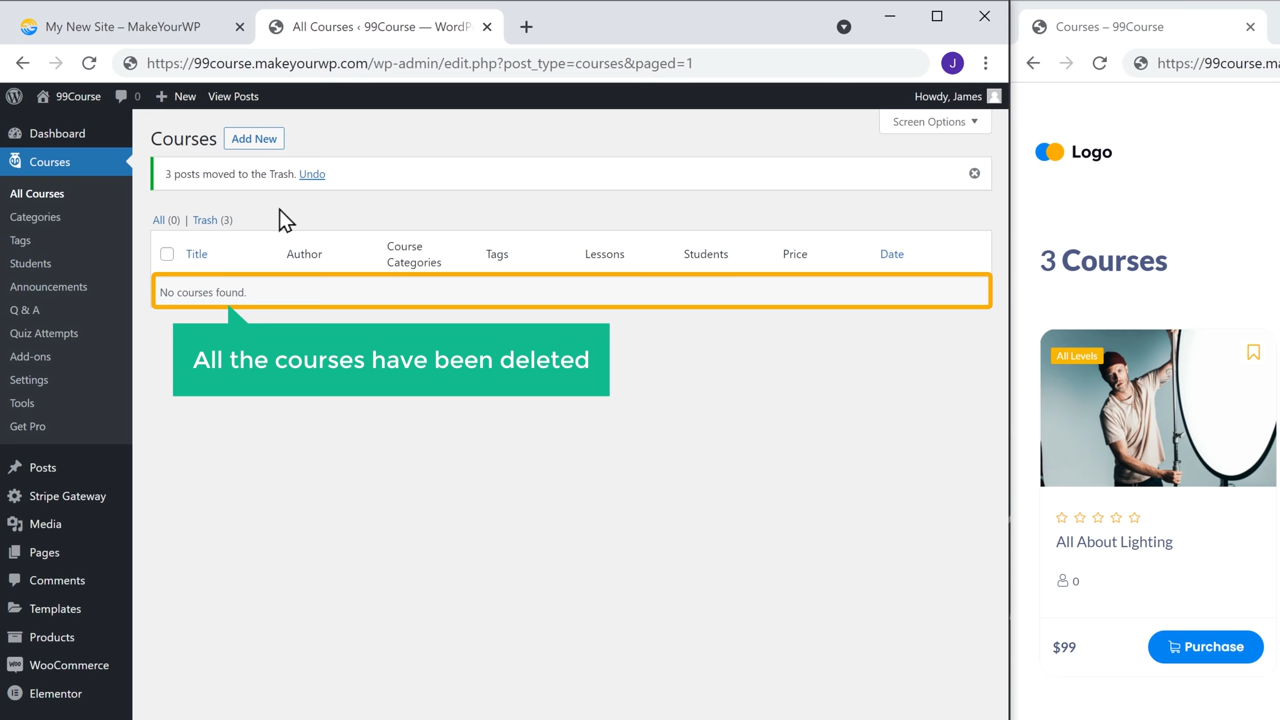 My New Site – MakeYourWP
All Courses ‹ 99Course — WordP
https://99course.makeyourwp.com/wp-admin/edit.php?post_type=courses&paged=1
J
99Course
0
New
View Posts
Howdy, James
Dashboard
Courses
All Courses
Categories
Tags
Students
Announcements
Q & A
Quiz Attempts
Add-ons
Settings
Tools
Get Pro
Posts
Stripe Gateway
Media
Pages
Comments
Templates
Products
WooCommerce
Elementor
Courses
Add New
Screen Options
3 posts moved to the Trash. Undo
All (0) | Trash (3)
Title
Author
Course
Categories
Tags
Lessons
Students
Price
Date
No courses found.
All the courses have been deleted
Courses – 99Course
https://99course.ma
Logo
3 Courses
All Levels
All About Lighting
0
$99
Purchase